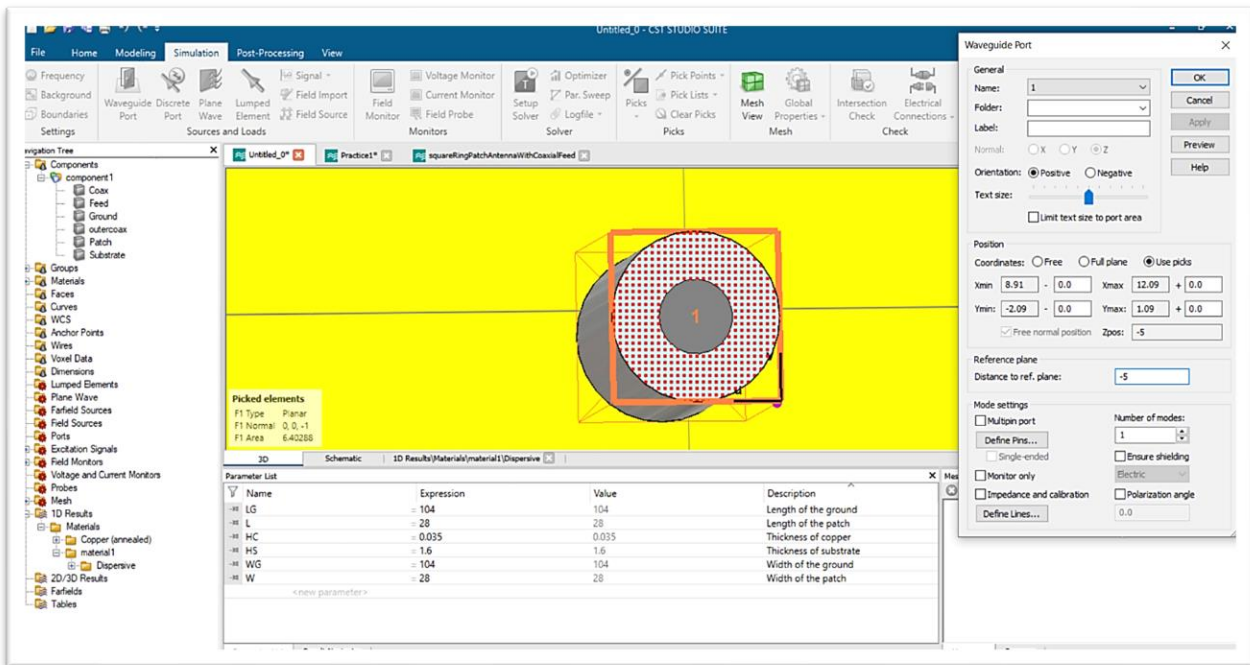 Untitled_0 - CST STUDIO SUITE
File Home Modeling Simulation Post-Processing View
Frequency
Background
Boundaries
Settings
Waveguide Port
Discrete Port
Plane Wave
Lumped Element
Signal
Field Import
Field Source
Sources and Loads
Field Monitor
Voltage Monitor
Current Monitor
Field Probe
Monitors
Setup Solver
Optimizer
Par. Sweep
Logfile
Solver
Picks
Pick Points
Pick Lists
Clear Picks
Picks
Mesh View
Global Properties
Mesh
Intersection Check
Electrical Connections
Check
Navigation Tree
Components
component1
Coax
Feed
Ground
outercoax
Patch
Substrate
Groups
Materials
Faces
Curves
WCS
Anchor Points
Wires
Voxel Data
Dimensions
Lumped Elements
Plane Wave
Farfield Sources
Field Sources
Ports
Excitation Signals
Field Monitors
Voltage and Current Monitors
Probes
Mesh
1D Results
Materials
Copper (annealed)
material1
Dispersive
2D/3D Results
Farfields
Tables
Untitled_0* Practice1* squareRingPatchAntennaWithCoaxialFeed
1
u
Picked elements
F1 Type Planar
F1 Normal 0, 0, -1
F1 Area 6.40288
3D Schematic 1D Results\Materials\material1\Dispersive
Parameter List
Name Expression Value Description
LG = 104 104 Length of the ground
L = 28 28 Length of the patch
HC = 0.035 0.035 Thickness of copper
HS = 1.6 1.6 Thickness of substrate
WG = 104 104 Width of the ground
W = 28 28 Width of the patch
<new parameter>
Mes
Waveguide Port
General
Name: 1
Folder:
Label:
Normal: X Y Z
Orientation: Positive Negative
Text size:
Limit text size to port area
OK
Cancel
Apply
Preview
Help
Position
Coordinates: Free Full plane Use picks
Xmin 8.91 - 0.0 Xmax 12.09 + 0.0
Ymin: -2.09 - 0.0 Ymax: 1.09 + 0.0
Free normal position Zpos: -5
Reference plane
Distance to ref. plane: -5
Mode settings
Multipin port
Define Pins...
Single-ended
Monitor only
Impedance and calibration
Define Lines...
Number of modes:
1
Ensure shielding
Electric
Polarization angle
0.0